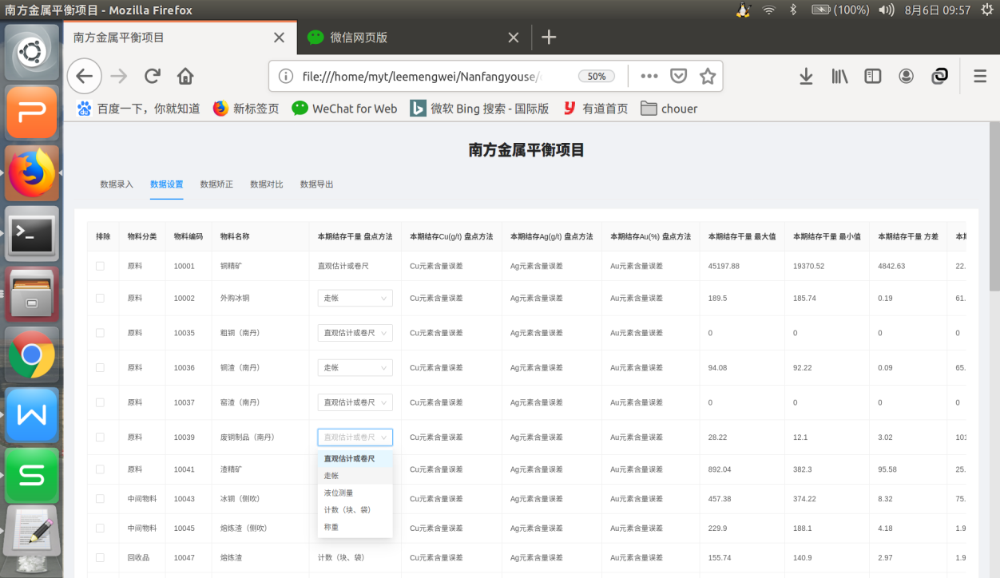 南方金属平衡项目 - Mozilla Firefox
(100%) 8月6日 09:57
南方金属平衡项目 微信网页版
file:///home/myt/leemengwei/Nanfangyouse/ 50%
百度一下，你就知道 新标签页 WeChat for Web 微软 Bing 搜索 - 国际版 有道首页 chouer
南方金属平衡项目
数据录入 数据设置 数据矫正 数据对比 数据导出
排除 物料分类 物料编码 物料名称 本期结存干量 盘点方法 本期结存Cu(g/t) 盘点方法 本期结存Ag(g/t) 盘点方法 本期结存Au(%) 盘点方法 本期结存干量 最大值 本期结存干量 最小值 本期结存干量 方差
原料 10001 铜精矿 直观估计或卷尺 Cu元素含量误差 Ag元素含量误差 Au元素含量误差 45197.88 19370.52 4842.63 22.
原料 10002 外购冰铜 走帐 Cu元素含量误差 Ag元素含量误差 Au元素含量误差 189.5 185.74 0.19 61.
原料 10035 粗铜（南丹） 直观估计或卷尺 Cu元素含量误差 Ag元素含量误差 Au元素含量误差 0 0 0 0
原料 10036 铜渣（南丹） 走帐 Cu元素含量误差 Ag元素含量误差 Au元素含量误差 94.08 92.22 0.09 65.
原料 10037 窑渣（南丹） 直观估计或卷尺 Cu元素含量误差 Ag元素含量误差 Au元素含量误差 0 0 0 0
原料 10039 废铜制品（南丹） 直观估计或卷尺 Cu元素含量误差 Ag元素含量误差 Au元素含量误差 28.22 12.1 3.02 101
原料 10041 渣精矿 Cu元素含量误差 Ag元素含量误差 Au元素含量误差 892.04 382.3 95.58 25.
中间物料 10043 冰铜（侧吹） Cu元素含量误差 Ag元素含量误差 Au元素含量误差 457.38 374.22 8.32 75.
中间物料 10045 熔炼渣（侧吹） Cu元素含量误差 Ag元素含量误差 Au元素含量误差 229.9 188.1 4.18 1.9
回收品 10047 熔炼渣 计数（块、袋） Cu元素含量误差 Ag元素含量误差 Au元素含量误差 155.74 140.9 2.97 1.9
直观估计或卷尺
走帐
液位测量
计数（块、袋）
称重